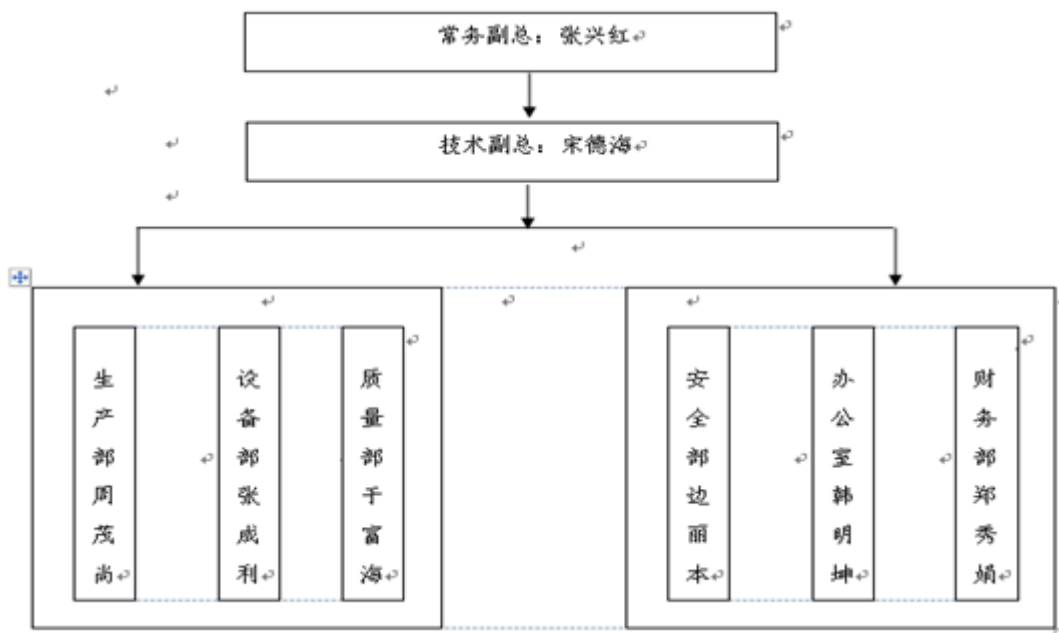 常务副总：张兴红
技术副总：宋德海
生产部周茂尚
设备部张成利
质量部于富海
安全部边丽本
办公室韩明坤
财务部郑秀娟